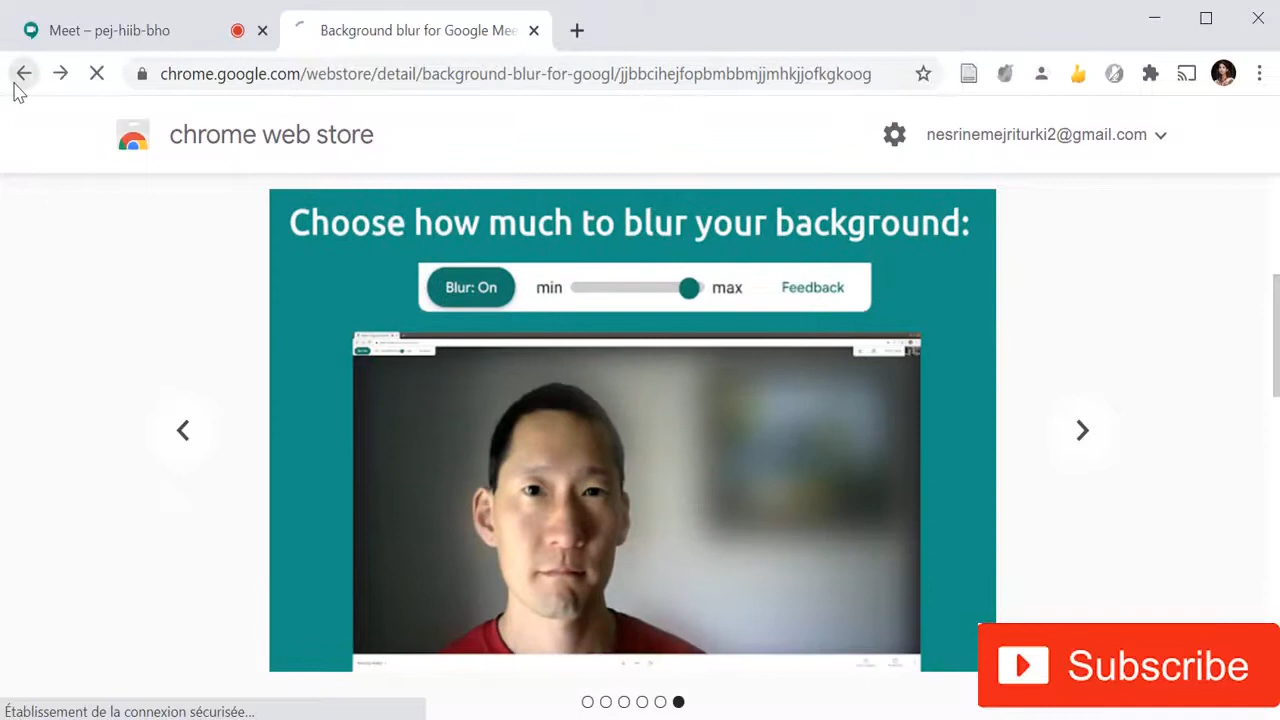 Meet – pej-hiib-bho
Background blur for Google Mee
chrome.google.com/webstore/detail/background-blur-for-googl/jjbbcihejfopbmbbmjjmhkjjofkgkoog
chrome web store
nesrinemejriturki2@gmail.com
Choose how much to blur your background:
Blur: On min max Feedback
Subscribe
Établissement de la connexion sécurisée...